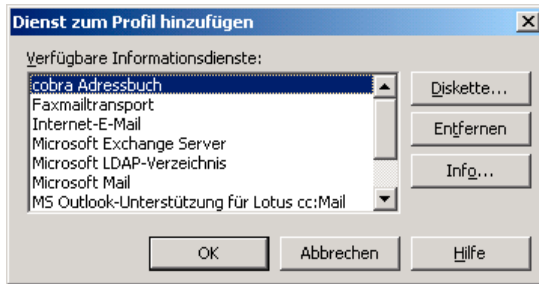 Dienst zum Profil hinzufügen
Verfügbare Informationsdienste:
cobra Adressbuch
Faxmailtransport
Internet-E-Mail
Microsoft Exchange Server
Microsoft LDAP-Verzeichnis
Microsoft Mail
MS Outlook-Unterstützung für Lotus cc:Mail
Diskette...
Entfernen
Info...
OK
Abbrechen
Hilfe